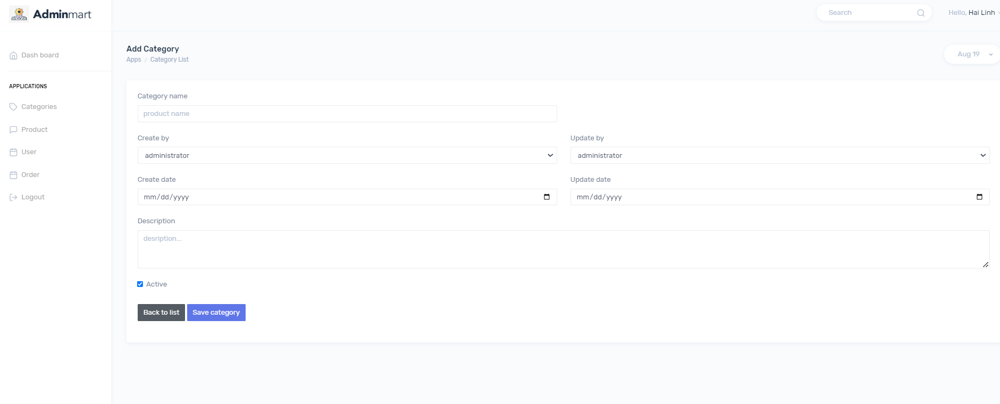 Adminmart
Search
Hello, Hai Linh
Dash board
APPLICATIONS
Categories
Product
User
Order
Logout
Add Category
Apps / Category List
Aug 19
Category name
product name
Create by
Update by
administrator
administrator
Create date
Update date
mm/dd/yyyy
mm/dd/yyyy
Description
desription...
Active
Back to list
Save category